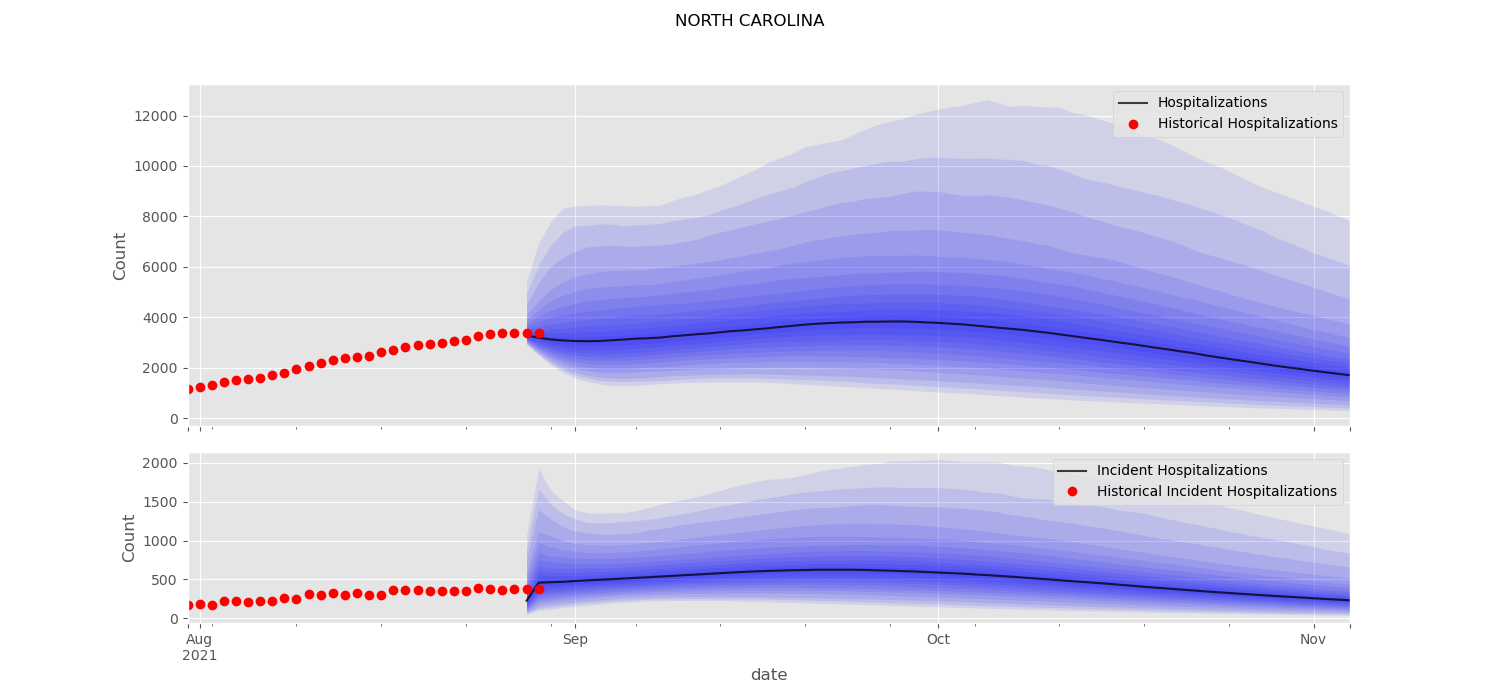 NORTH CAROLINA
12000
10000
8000
6000
4000
2000
0
Count
Hospitalizations
Historical Hospitalizations
2000
1500
1000
500
0
Count
Incident Hospitalizations
Historical Incident Hospitalizations
Aug
2021
Sep
Oct
Nov
date